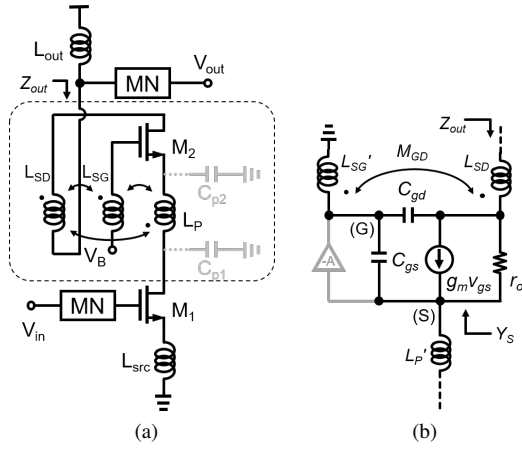 L_out
Z_out
MN
V_out
M_2
L_SD
L_SG
C_p2
L_P
V_B
C_p1
MN
M_1
V_in
L_src
(a)
Z_out
L_SG'
M_GD
L_SD
C_gd
(G)
-A
C_gs
g_m v_gs
r_o
(S)
Y_S
L_P'
(b)